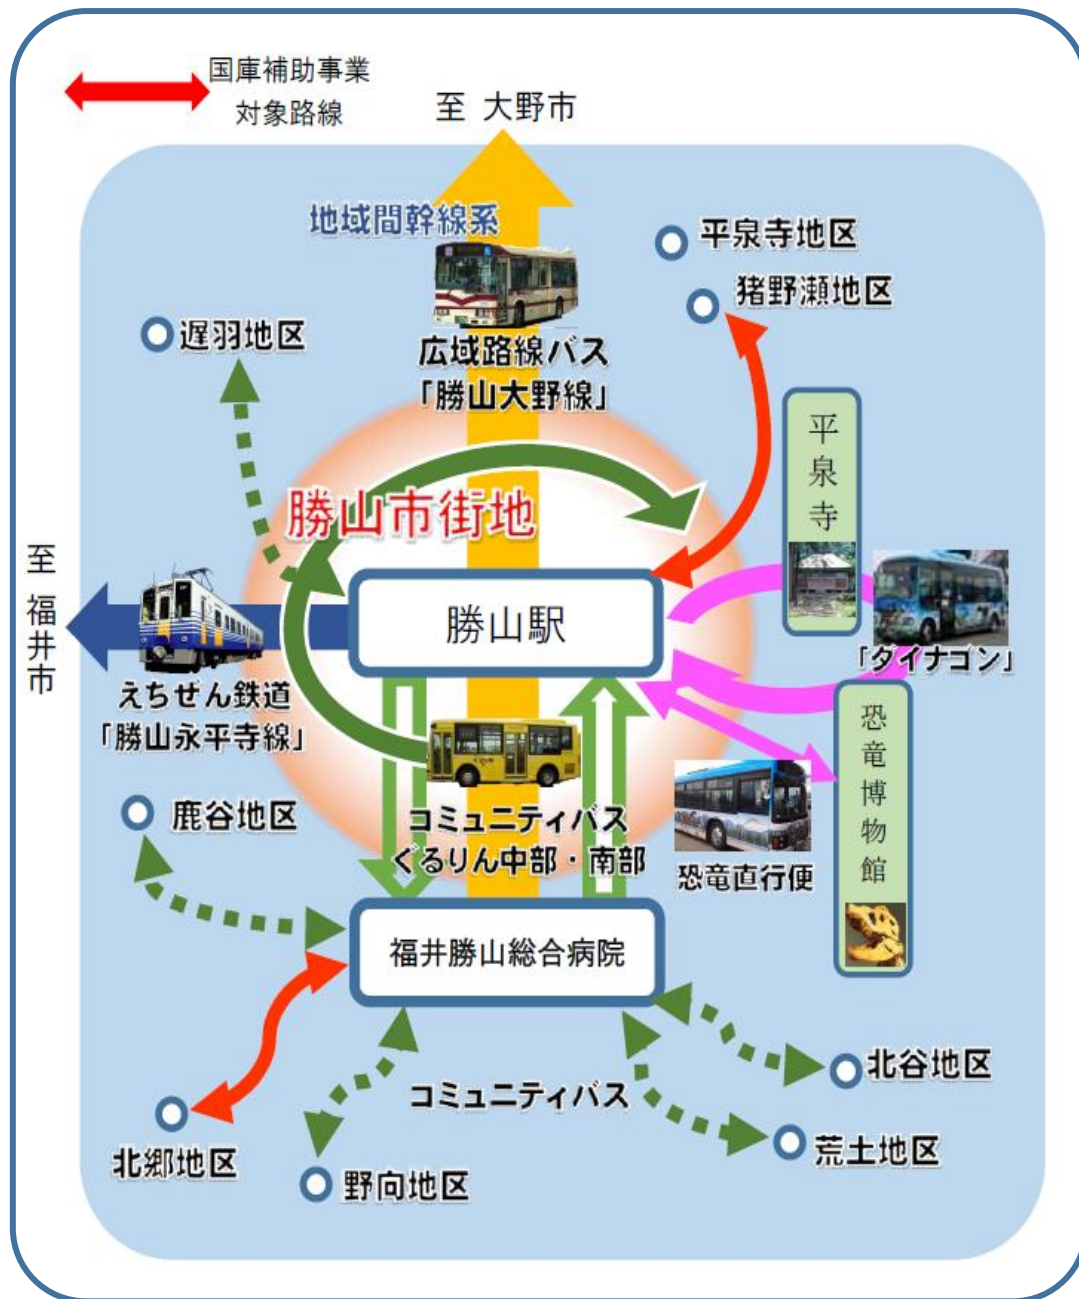 国庫補助事業
対象路線
至 大野市
地域間幹線系
平泉寺地区
猪野瀬地区
遅羽地区
広域路線バス
「勝山大野線」
平泉寺
勝山市街地
至 福井市
勝山駅
「ダイナゴン」
えちぜん鉄道
「勝山永平寺線」
恐竜博物館
鹿谷地区
コミュニティバス
ぐるりん中部・南部
恐竜直行便
福井勝山総合病院
北谷地区
コミュニティバス
荒土地区
北郷地区
野向地区